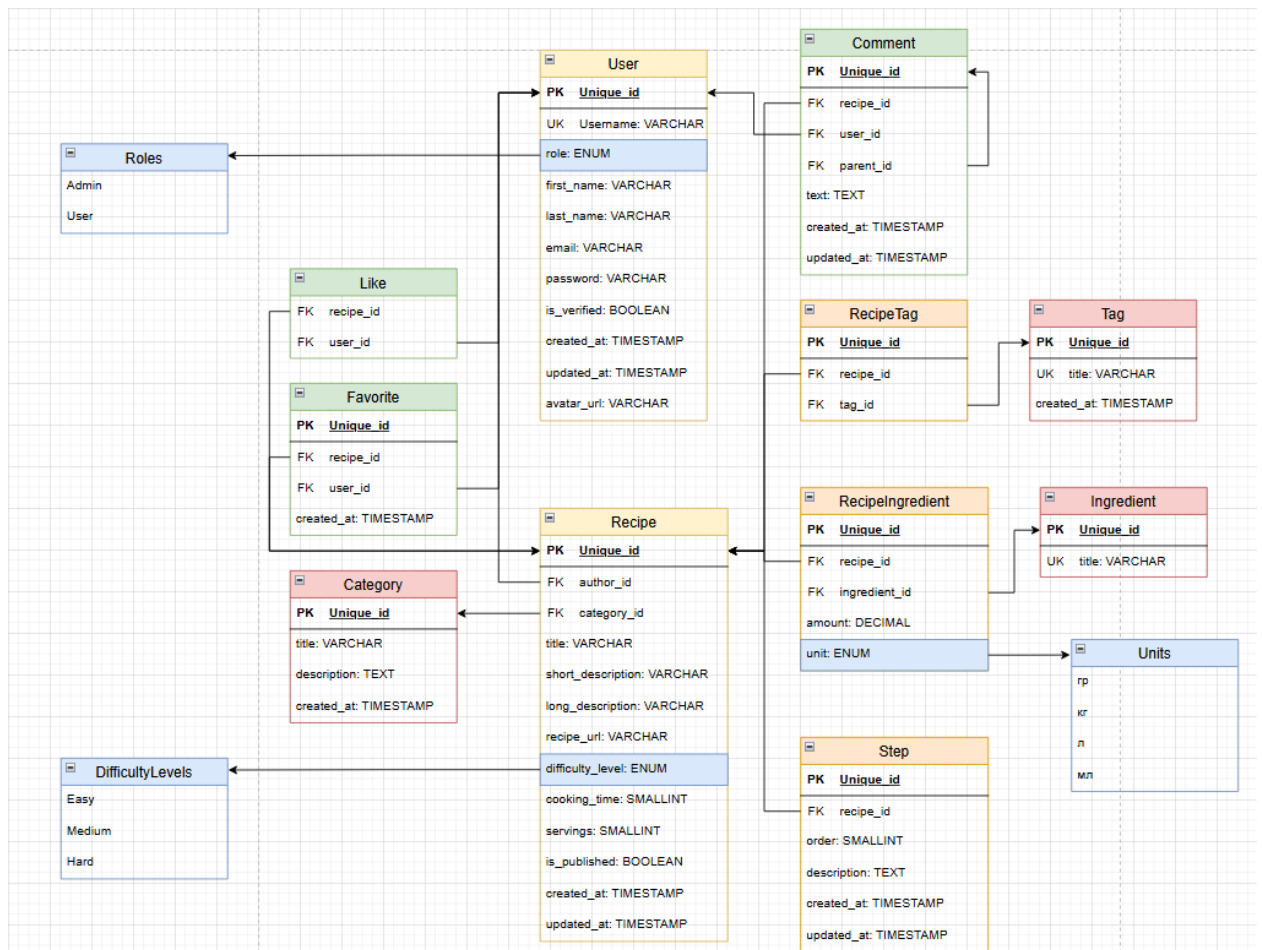 User
PK Unique_id
UK Username: VARCHAR
role: ENUM
first_name: VARCHAR
last_name: VARCHAR
email: VARCHAR
password: VARCHAR
is_verified: BOOLEAN
created_at: TIMESTAMP
updated_at: TIMESTAMP
avatar_url: VARCHAR
Comment
PK Unique_id
FK recipe_id
FK user_id
FK parent_id
text: TEXT
created_at: TIMESTAMP
updated_at: TIMESTAMP
Roles
Admin
User
Like
FK recipe_id
FK user_id
Favorite
PK Unique_id
FK recipe_id
FK user_id
created_at: TIMESTAMP
RecipeTag
PK Unique_id
FK recipe_id
FK tag_id
Tag
PK Unique_id
UK title: VARCHAR
created_at: TIMESTAMP
Recipe
PK Unique_id
FK author_id
FK category_id
title: VARCHAR
short_description: VARCHAR
long_description: VARCHAR
recipe_url: VARCHAR
difficulty_level: ENUM
cooking_time: SMALLINT
servings: SMALLINT
is_published: BOOLEAN
created_at: TIMESTAMP
updated_at: TIMESTAMP
RecipeIngredient
PK Unique_id
FK recipe_id
FK ingredient_id
amount: DECIMAL
unit: ENUM
Ingredient
PK Unique_id
UK title: VARCHAR
Category
PK Unique_id
title: VARCHAR
description: TEXT
created_at: TIMESTAMP
Units
гр
кг
л
мл
DifficultyLevels
Easy
Medium
Hard
Step
PK Unique_id
FK recipe_id
order: SMALLINT
description: TEXT
created_at: TIMESTAMP
updated_at: TIMESTAMP